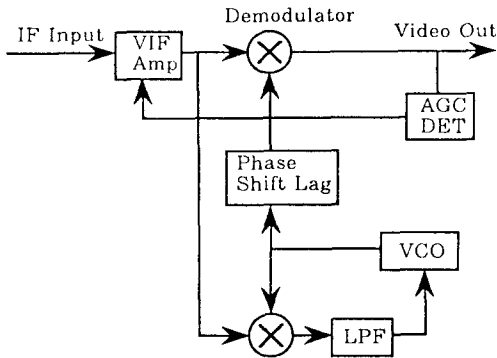 Demodulator
IF Input
VIF
Amp
Video Out
AGC
DET
Phase
Shift Lag
VCO
LPF